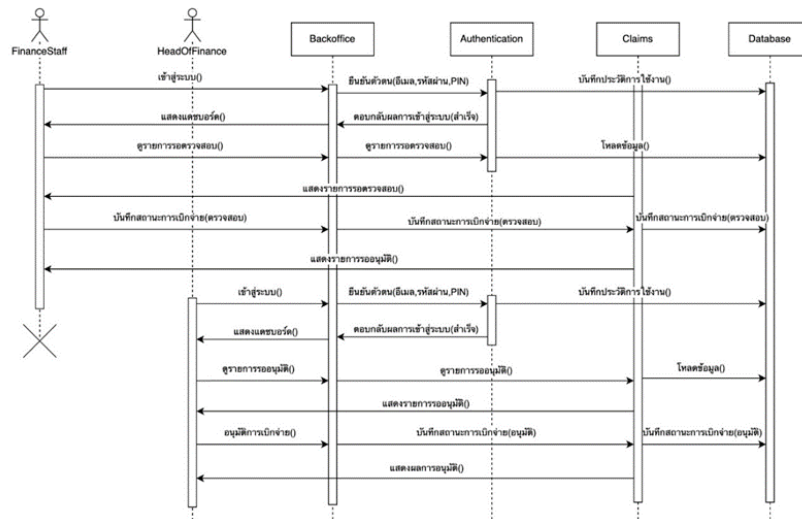 FinanceStaff
HeadOfFinance
Backoffice
Authentication
Claims
Database
เข้าสู่ระบบ()
ยืนยันตัวตน(อีเมล,รหัสผ่าน,PIN)
บันทึกประวัติการใช้งาน()
แสดงแดชบอร์ด()
ตอบกลับผลการเข้าสู่ระบบ(สำเร็จ)
ดูรายการรอตรวจสอบ()
ดูรายการรอตรวจสอบ()
โหลดข้อมูล()
แสดงรายการรอตรวจสอบ()
บันทึกสถานะการเบิกจ่าย(ตรวจสอบ)
บันทึกสถานะการเบิกจ่าย(ตรวจสอบ)
บันทึกสถานะการเบิกจ่าย(ตรวจสอบ)
แสดงรายการรออนุมัติ()
เข้าสู่ระบบ()
ยืนยันตัวตน(อีเมล,รหัสผ่าน,PIN)
บันทึกประวัติการใช้งาน()
แสดงแดชบอร์ด()
ตอบกลับผลการเข้าสู่ระบบ(สำเร็จ)
ดูรายการรออนุมัติ()
ดูรายการรออนุมัติ()
โหลดข้อมูล()
แสดงรายการรออนุมัติ()
อนุมัติการเบิกจ่าย()
บันทึกสถานะการเบิกจ่าย(อนุมัติ)
บันทึกสถานะการเบิกจ่าย(อนุมัติ)
แสดงผลการอนุมัติ()